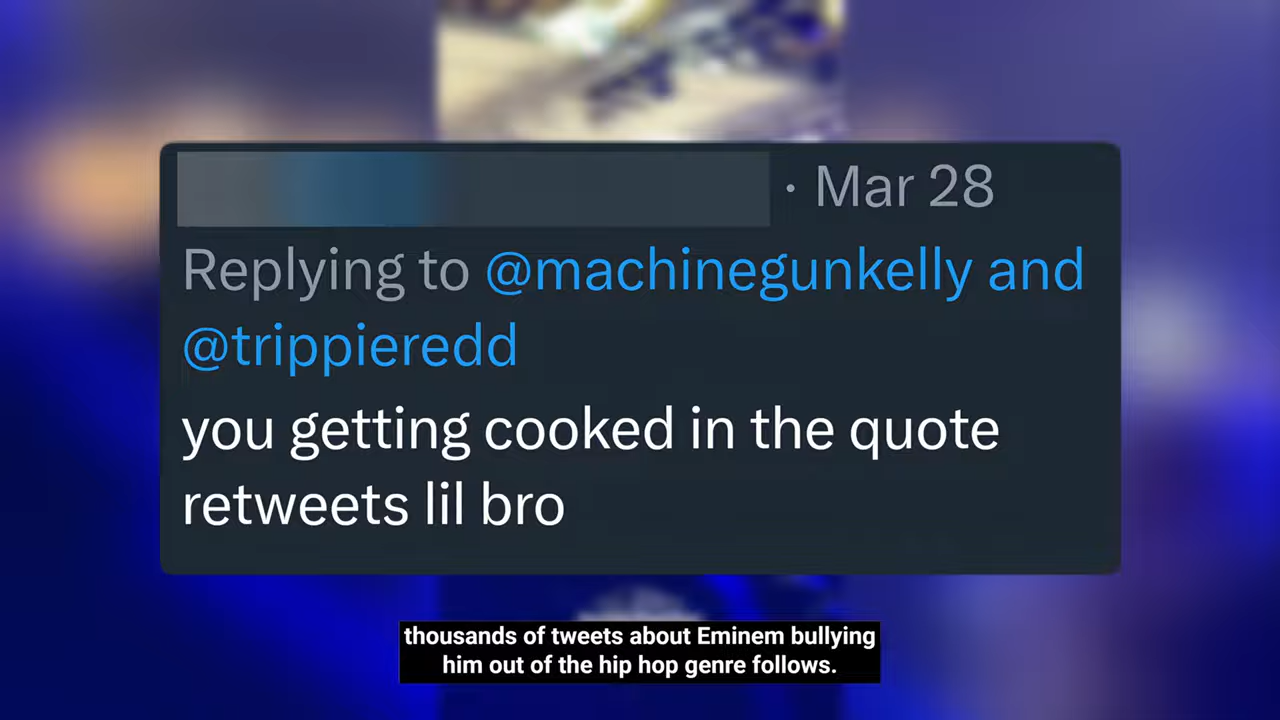 · Mar 28
Replying to @machinegunkelly and
@trippieredd
you getting cooked in the quote
retweets lil bro
thousands of tweets about Eminem bullying
him out of the hip hop genre follows.